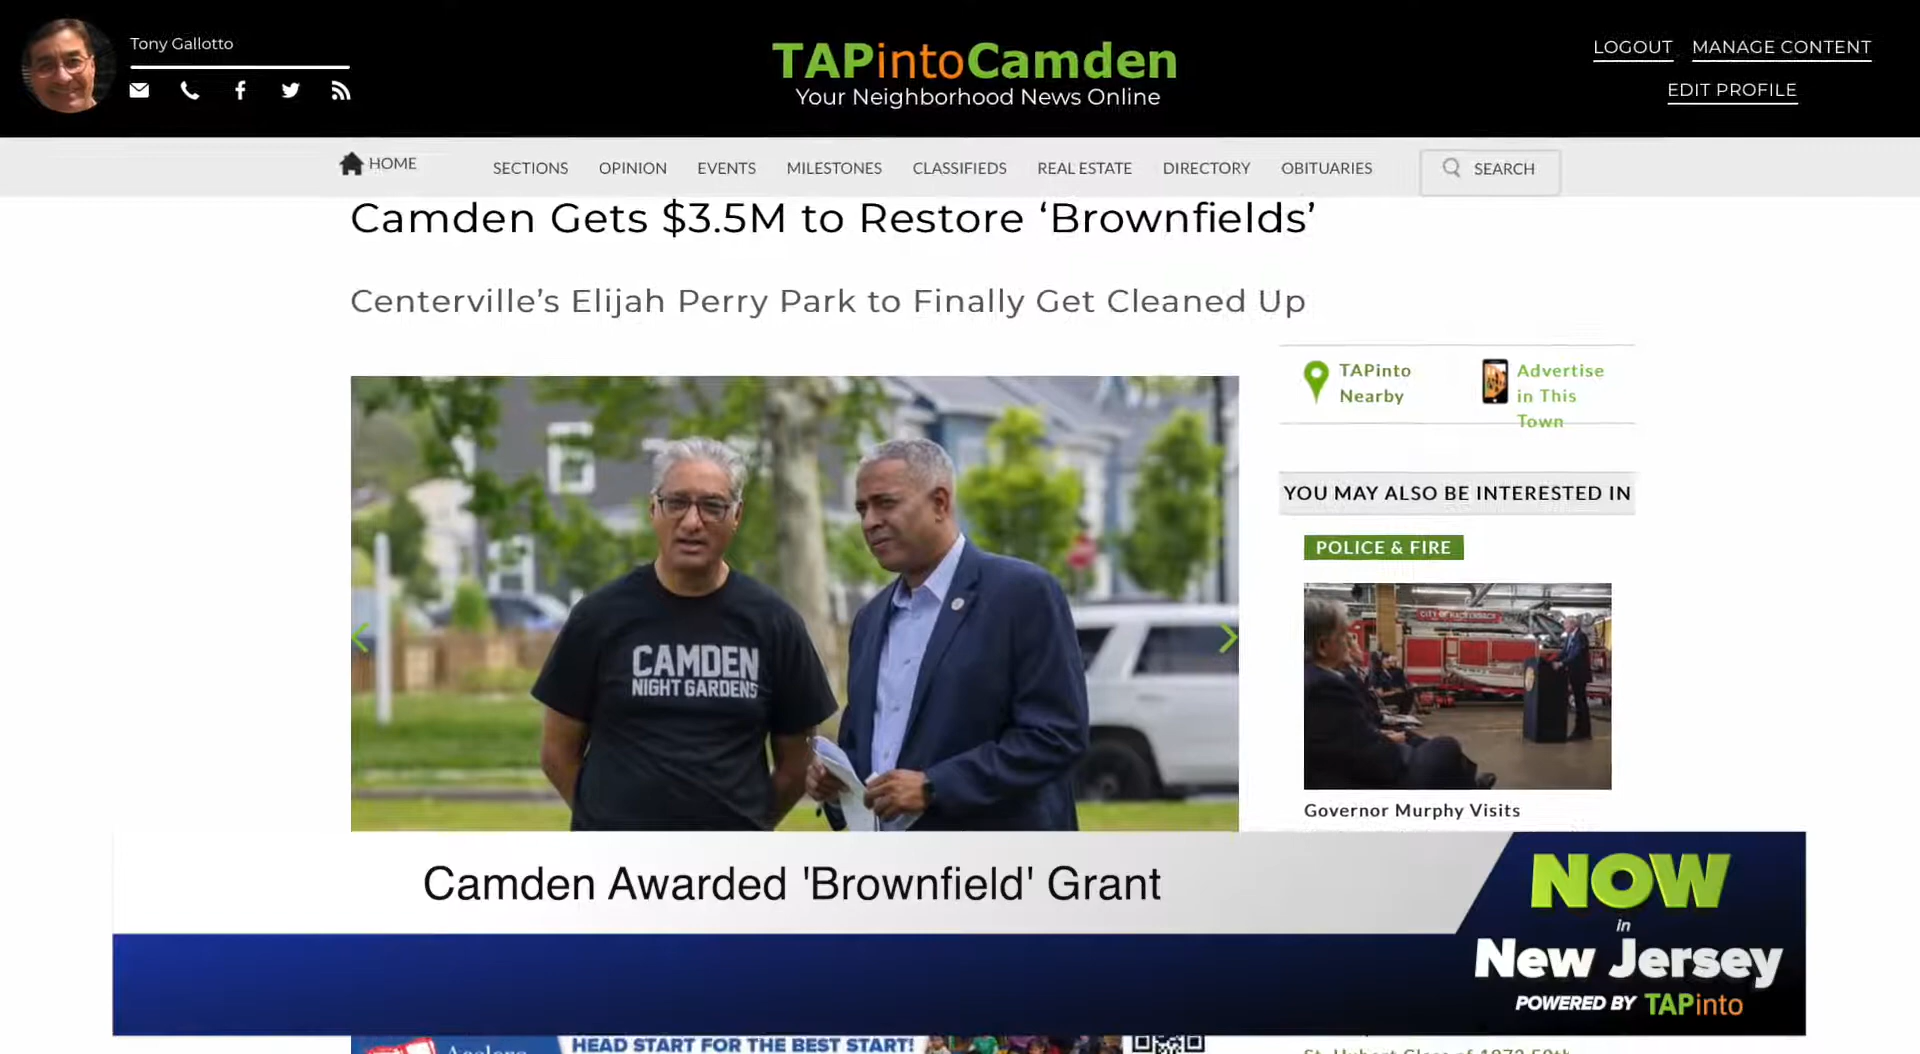 Tony Gallotto
TAPintoCamden
Your Neighborhood News Online
LOGOUT MANAGE CONTENT
EDIT PROFILE
HOME SECTIONS OPINION EVENTS MILESTONES CLASSIFIEDS REAL ESTATE DIRECTORY OBITUARIES SEARCH
Camden Gets $3.5M to Restore ‘Brownfields’
Centerville’s Elijah Perry Park to Finally Get Cleaned Up
TAPinto
Nearby
Advertise
in This
Town
YOU MAY ALSO BE INTERESTED IN
POLICE & FIRE
CAMDEN
NIGHT GARDENS
CITY OF HACKENSACK
Governor Murphy Visits
Camden Awarded 'Brownfield' Grant
NOW
in
New Jersey
POWERED BY TAPinto
HEAD START FOR THE BEST START!